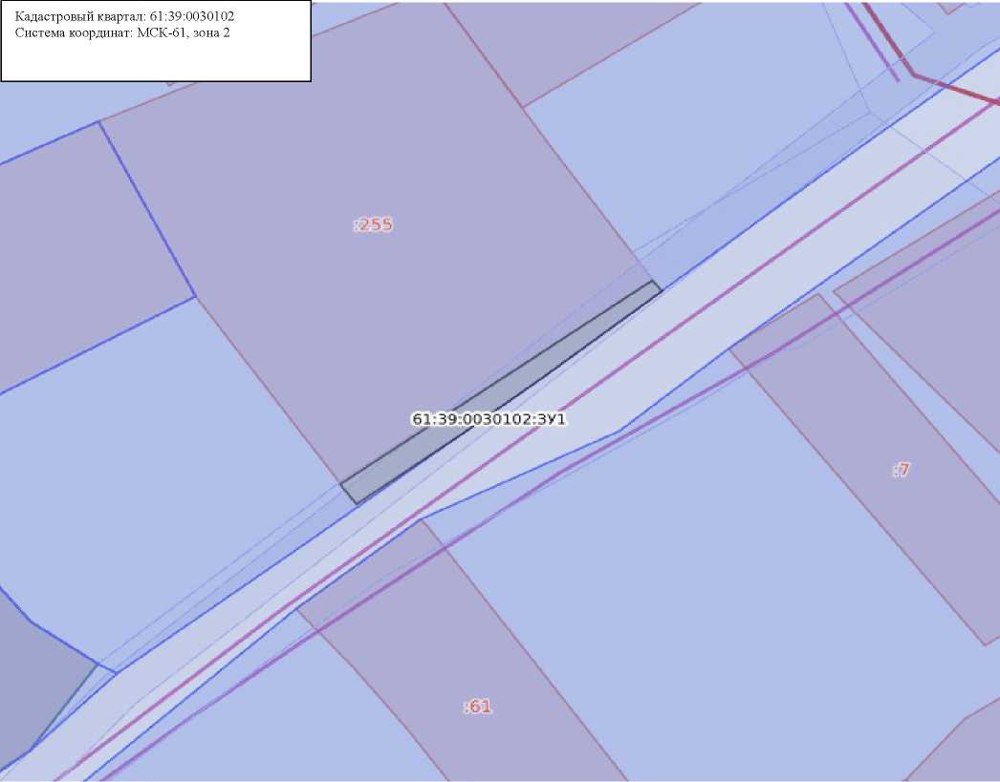 Кадастровый квартал: 61:39:0030102
Система координат: МСК-61, зона 2
:255
61:39:0030102:ЗУ1
:7
:61